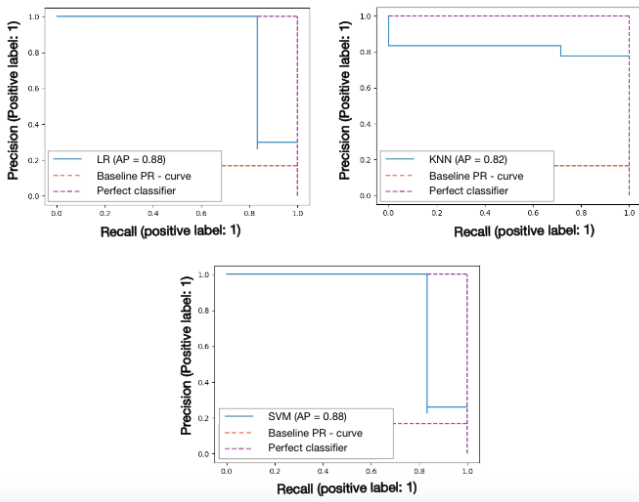 Precision (Positive label: 1)
1.0
0.8
0.6
0.4
0.2
0.0
LR (AP = 0.88)
Baseline PR - curve
Perfect classifier
0.0 0.2 0.4 0.6 0.8 1.0
Recall (positive label: 1)
Precision (Positive label: 1)
1.0
0.8
0.6
0.4
0.2
0.0
KNN (AP = 0.82)
Baseline PR - curve
Perfect classifier
0.0 0.2 0.4 0.6 0.8 1.0
Recall (positive label: 1)
Precision (Positive label: 1)
1.0
0.8
0.6
0.4
0.2
0.0
SVM (AP = 0.88)
Baseline PR - curve
Perfect classifier
0.0 0.2 0.4 0.6 0.8 1.0
Recall (positive label: 1)